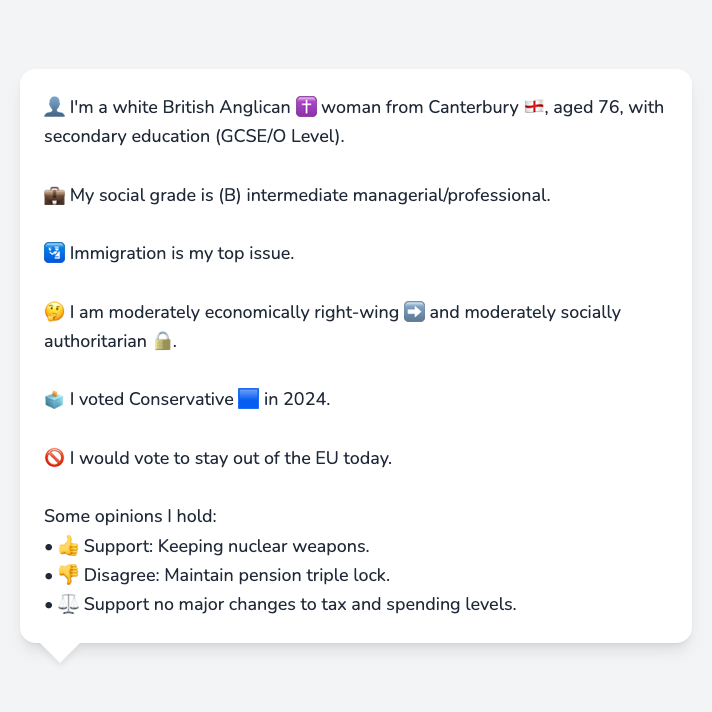 👤 I'm a white British Anglican ✝️ woman from Canterbury 🏴󠁧󠁢󠁥󠁮󠁧󠁿, aged 76, with
secondary education (GCSE/O Level).
💼 My social grade is (B) intermediate managerial/professional.
🛂 Immigration is my top issue.
🤔 I am moderately economically right-wing ➡️ and moderately socially
authoritarian 🔒.
🗳️ I voted Conservative 🟦 in 2024.
🚫 I would vote to stay out of the EU today.
Some opinions I hold:
• 👍 Support: Keeping nuclear weapons.
• 👎 Disagree: Maintain pension triple lock.
• ⚖️ Support no major changes to tax and spending levels.